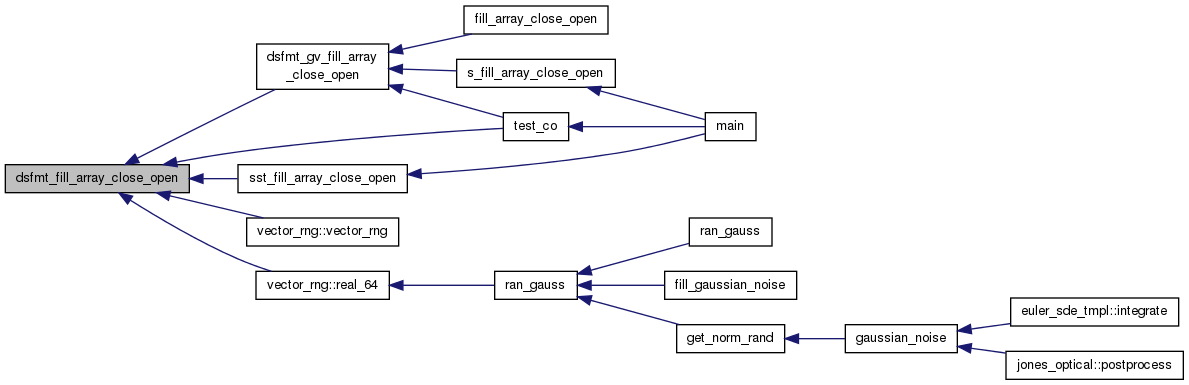 fill_array_close_open
dsfmt_gv_fill_array
_close_open
s_fill_array_close_open
test_co
main
dsfmt_fill_array_close_open
sst_fill_array_close_open
vector_rng::vector_rng
ran_gauss
vector_rng::real_64
ran_gauss
fill_gaussian_noise
euler_sde_tmpl::integrate
get_norm_rand
gaussian_noise
jones_optical::postprocess